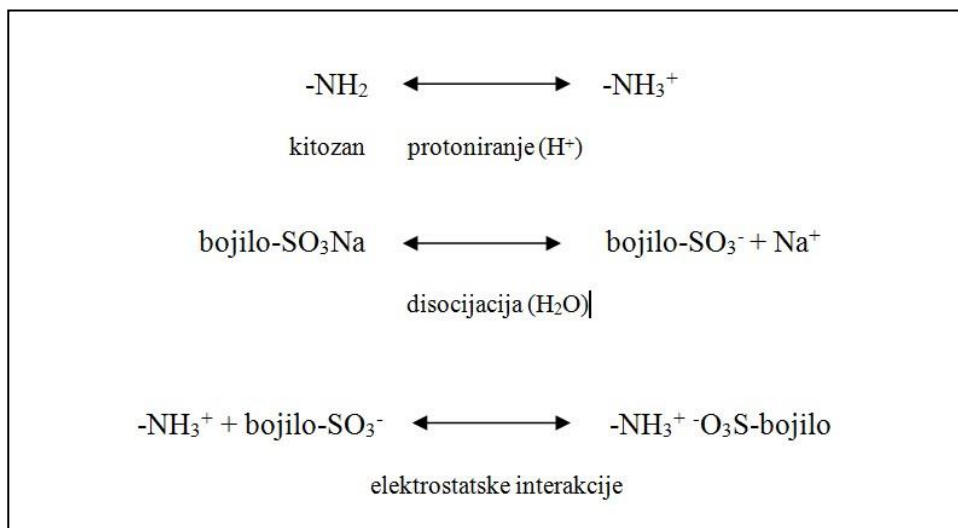 -NH₂ ⟷ -NH₃⁺
kitozan protoniranje (H⁺)
bojilo-SO₃Na ⟷ bojilo-SO₃⁻ + Na⁺
disocijacija (H₂O)
-NH₃⁺ + bojilo-SO₃⁻ ⟷ -NH₃⁺ ⁻O₃S-bojilo
elektrostatske interakcije